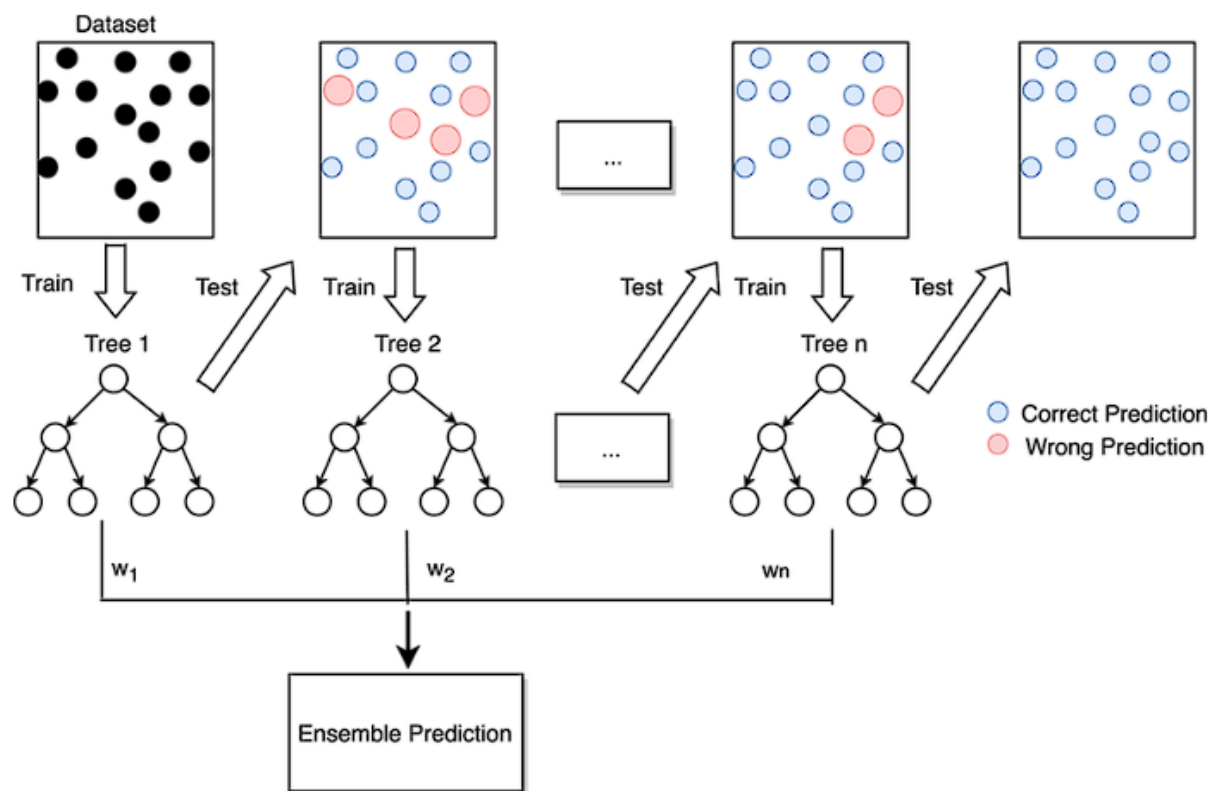 Dataset
...
Train
Test
Train
Test
Train
Test
Tree 1
Tree 2
Tree n
Correct Prediction
Wrong Prediction
...
w1
w2
wn
Ensemble Prediction